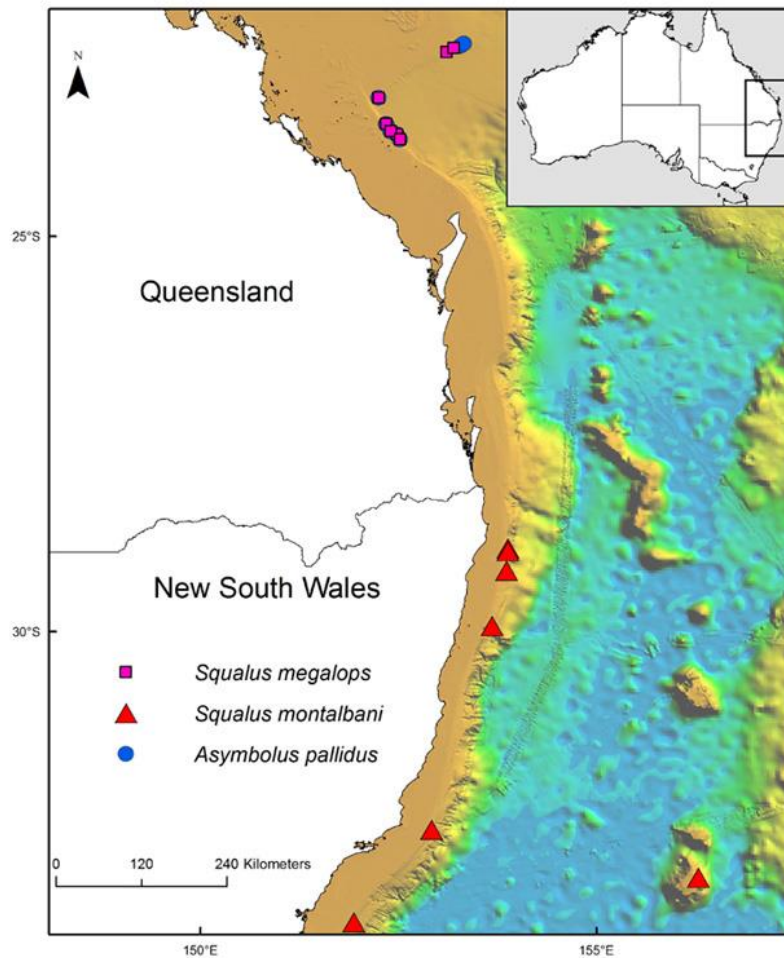 N
25°S
Queensland
New South Wales
30°S
Squalus megalops
Squalus montalbani
Asymbolus pallidus
0 120 240 Kilometers
150°E 155°E